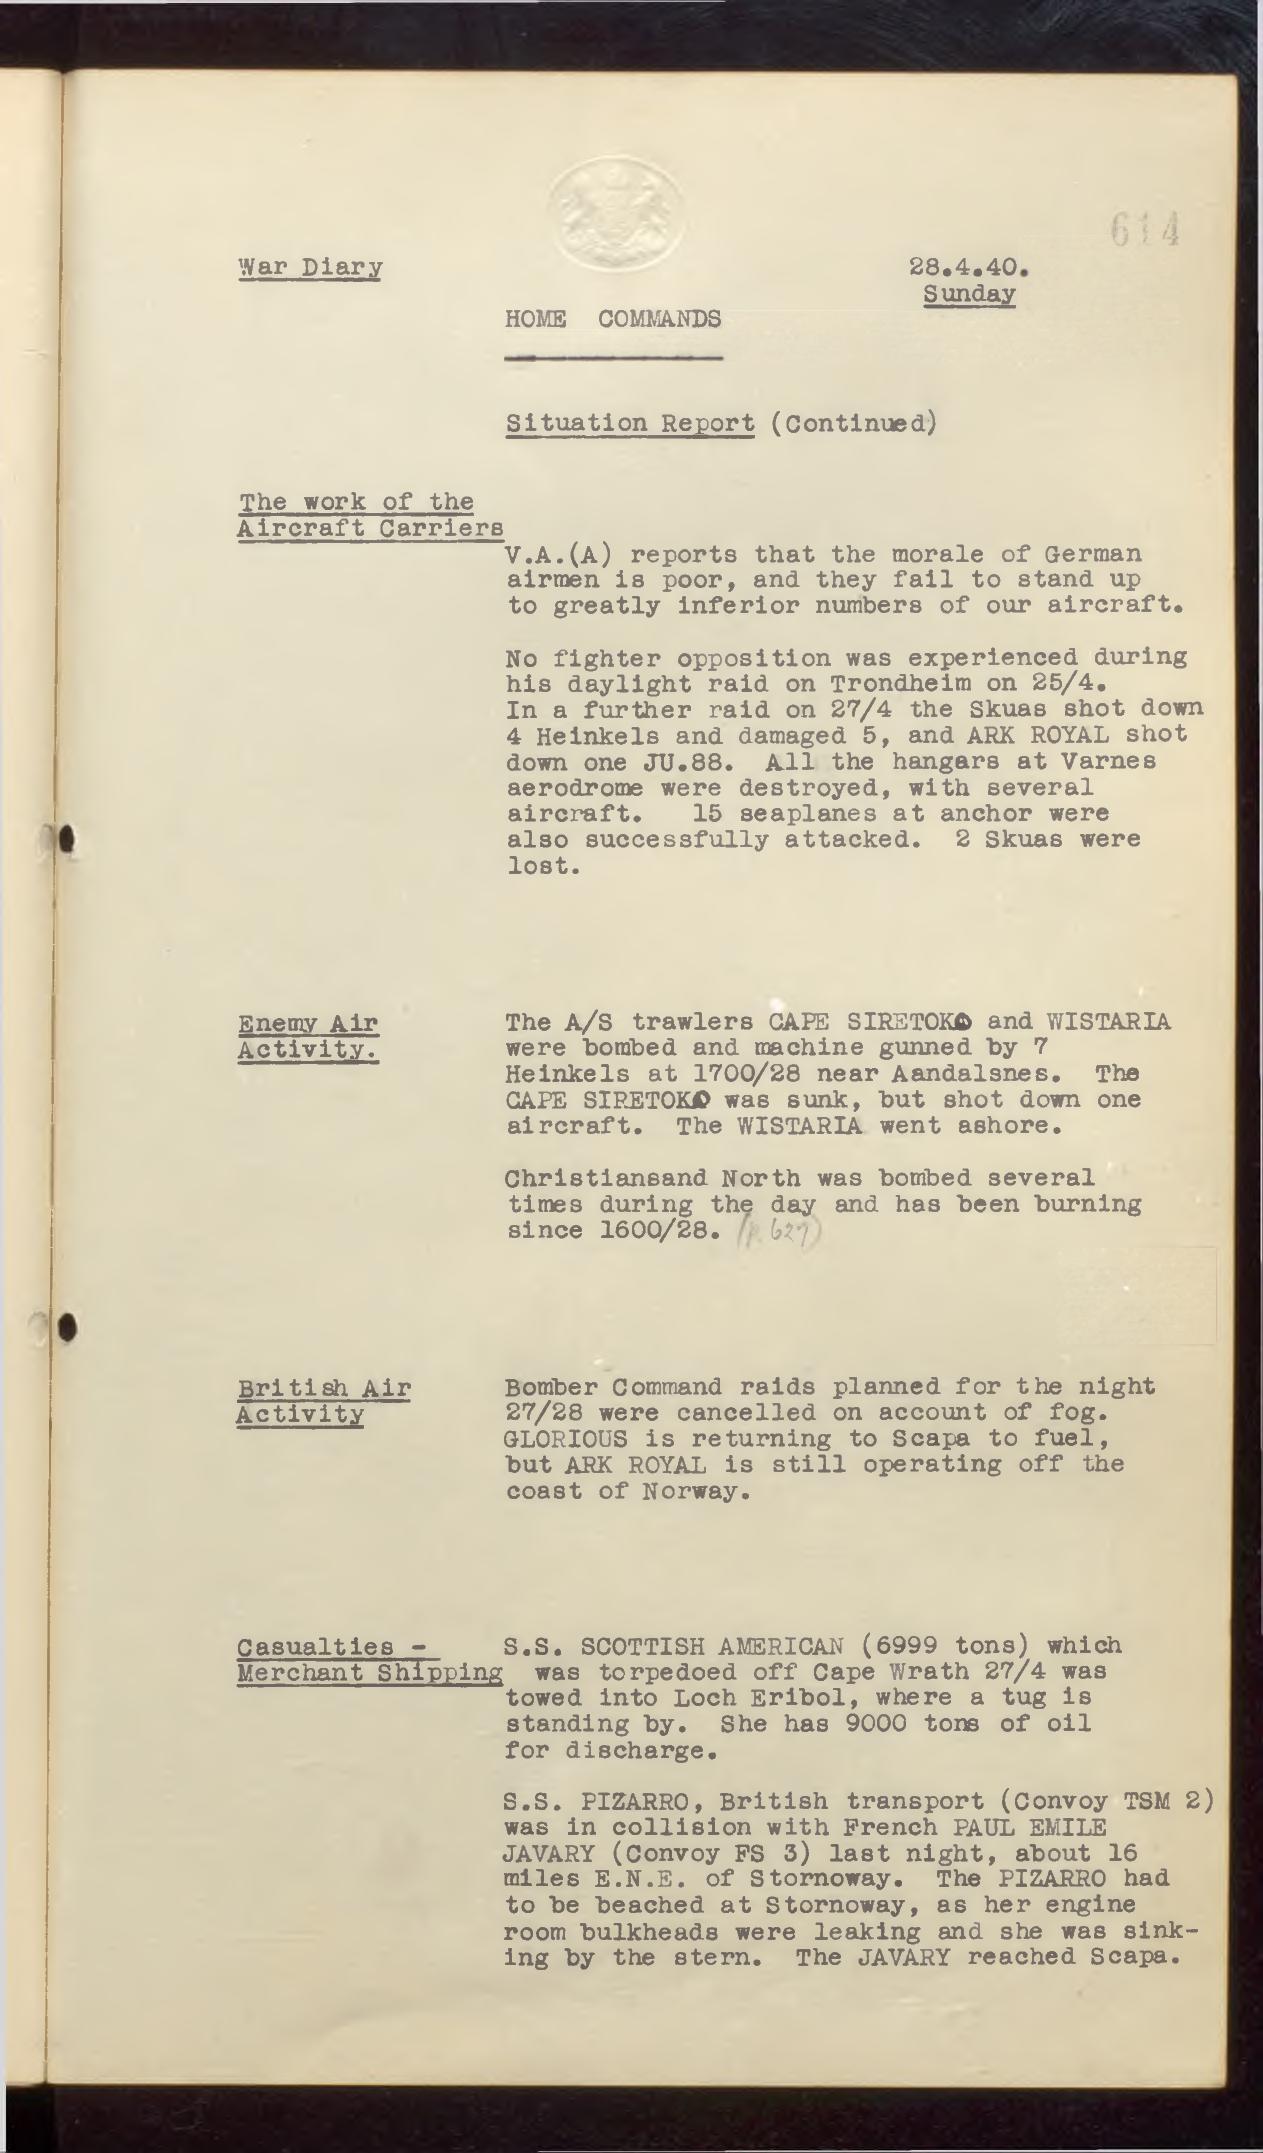 614
War Diary
28.4.40.
Sunday
HOME COMMANDS
Situation Report (Continued)
The work of the
Aircraft Carriers
V.A.(A) reports that the morale of German
airmen is poor, and they fail to stand up
to greatly inferior numbers of our aircraft.
No fighter opposition was experienced during
his daylight raid on Trondheim on 25/4.
In a further raid on 27/4 the Skuas shot down
4 Heinkels and damaged 5, and ARK ROYAL shot
down one JU.88. All the hangars at Varnes
aerodrome were destroyed, with several
aircraft. 15 seaplanes at anchor were
also successfully attacked. 2 Skuas were
lost.
Enemy Air
Activity.
The A/S trawlers CAPE SIRETOKO and WISTARIA
were bombed and machine gunned by 7
Heinkels at 1700/28 near Aandalsnes. The
CAPE SIRETOKO was sunk, but shot down one
aircraft. The WISTARIA went ashore.
Christiansand North was bombed several
times during the day and has been burning
since 1600/28. (p.627)
British Air
Activity
Bomber Command raids planned for the night
27/28 were cancelled on account of fog.
GLORIOUS is returning to Scapa to fuel,
but ARK ROYAL is still operating off the
coast of Norway.
Casualties -
Merchant Shipping
S.S. SCOTTISH AMERICAN (6999 tons) which
was torpedoed off Cape Wrath 27/4 was
towed into Loch Eribol, where a tug is
standing by. She has 9000 tons of oil
for discharge.
S.S. PIZARRO, British transport (Convoy TSM 2)
was in collision with French PAUL EMILE
JAVARY (Convoy FS 3) last night, about 16
miles E.N.E. of Stornoway. The PIZARRO had
to be beached at Stornoway, as her engine
room bulkheads were leaking and she was sink-
ing by the stern. The JAVARY reached Scapa.